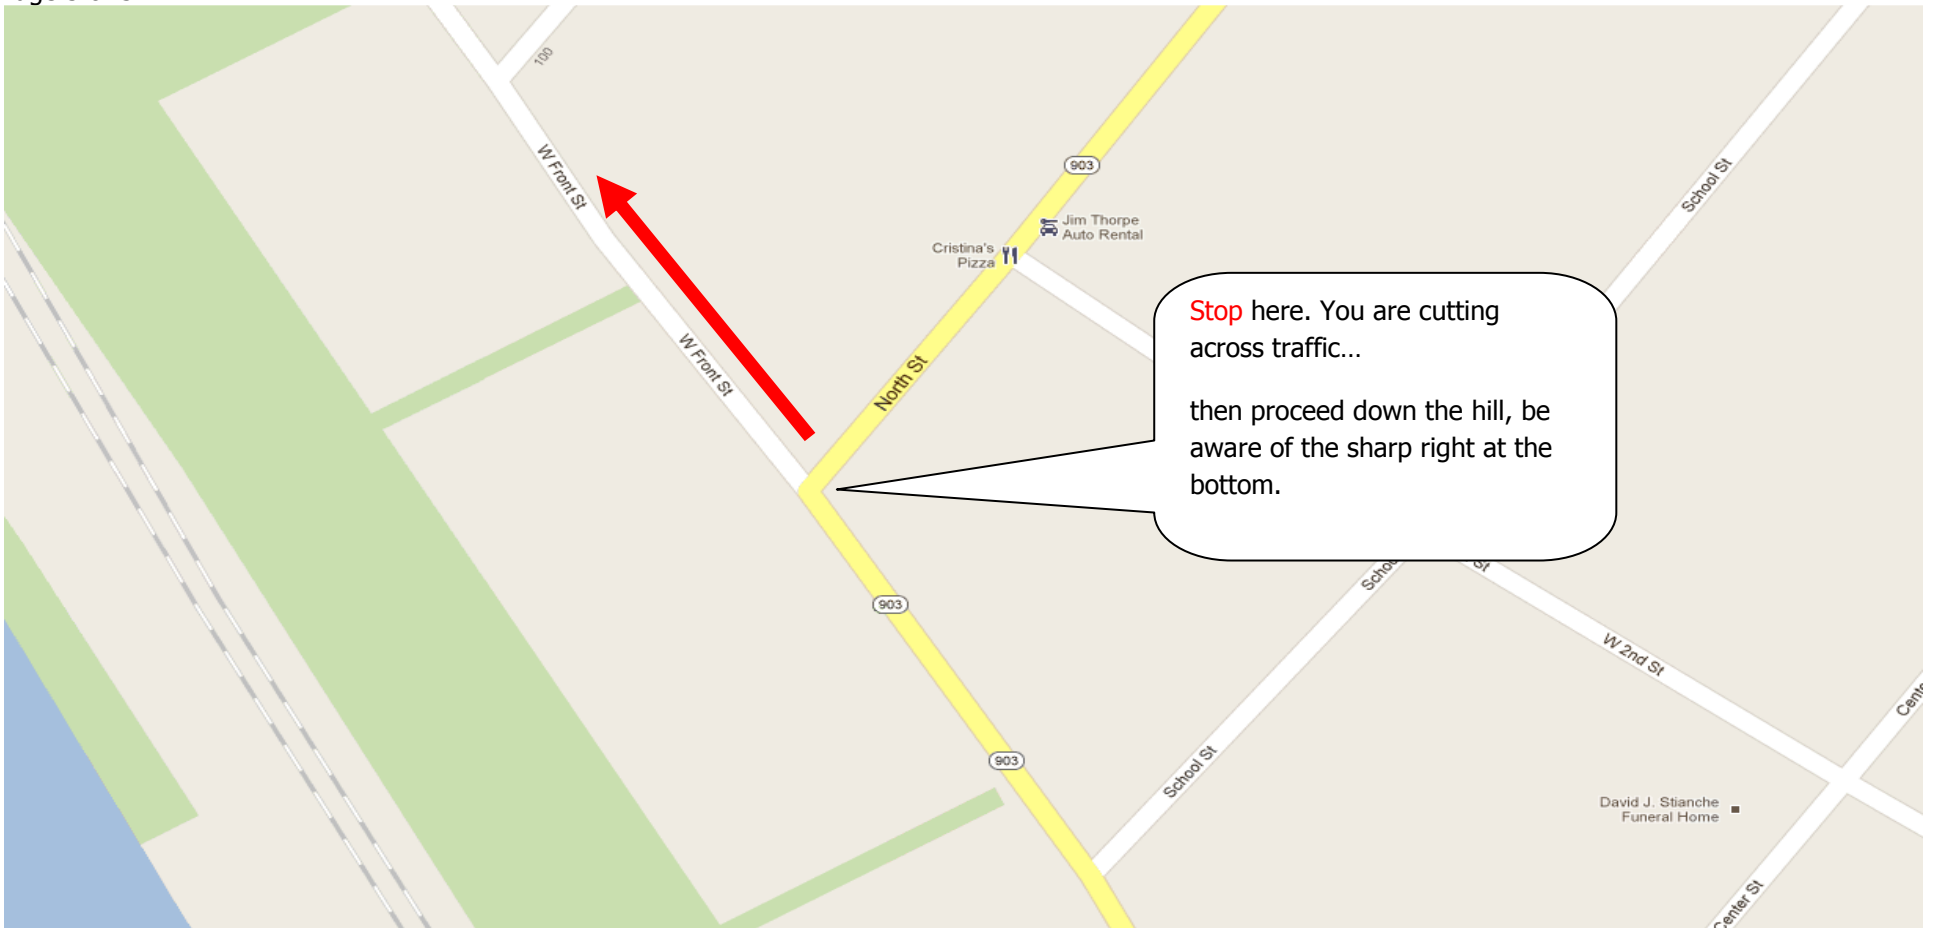 100
W Front St
903
Jim Thorpe
Auto Rental
Cristina's
Pizza
School St
Stop here. You are cutting
across traffic…
then proceed down the hill, be
aware of the sharp right at the
bottom.
W Front St
North St
903
St
W 2nd St
903
School St
David J. Stianche
Funeral Home
Center St